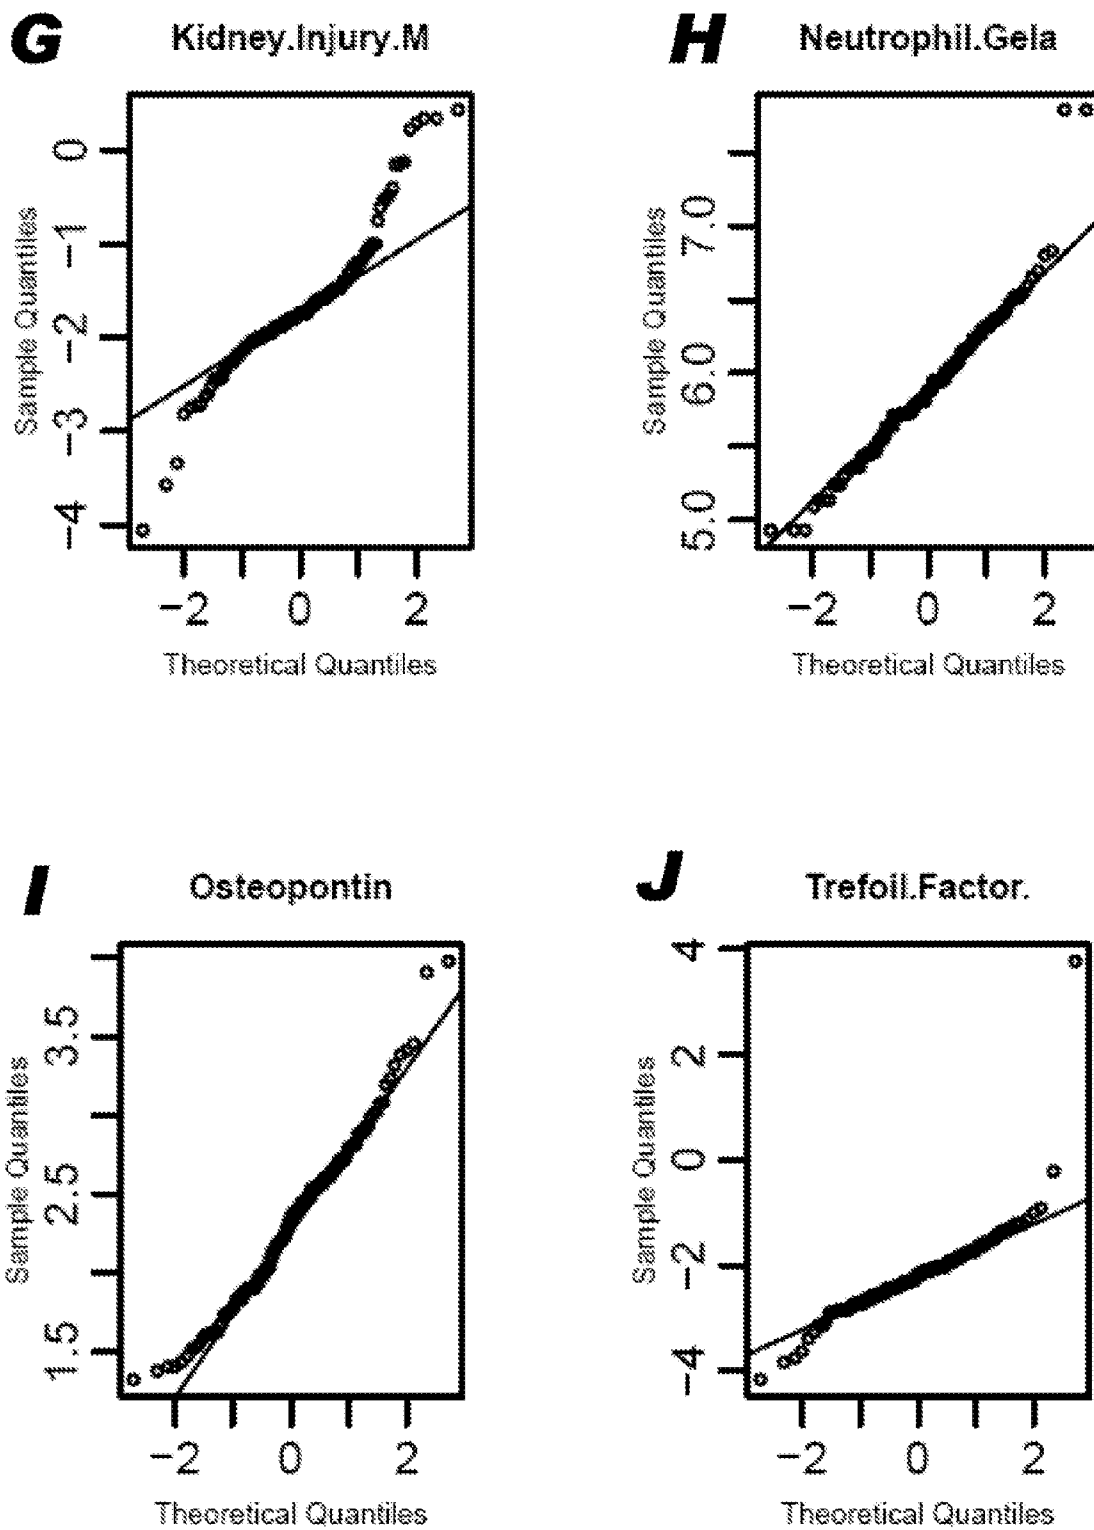 G Kidney.Injury.M
Sample Quantiles
0
−1
−2
−3
−4
−2 0 2
Theoretical Quantiles
H Neutrophil.Gela
Sample Quantiles
7.0
6.0
5.0
−2 0 2
Theoretical Quantiles
I Osteopontin
Sample Quantiles
3.5
2.5
1.5
−2 0 2
Theoretical Quantiles
J Trefoil.Factor.
Sample Quantiles
4
2
0
−2
−4
−2 0 2
Theoretical Quantiles